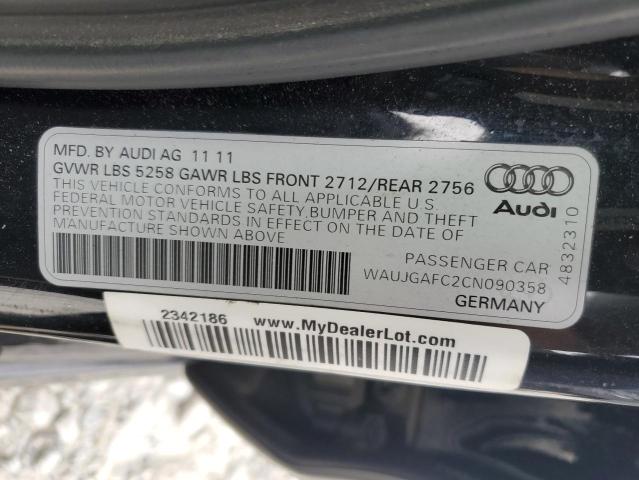 MFD. BY AUDI AG 11 11
GVWR LBS 5258 GAWR LBS FRONT 2712/REAR 2756
THIS VEHICLE CONFORMS TO ALL APPLICABLE U.S.
FEDERAL MOTOR VEHICLE SAFETY, BUMPER AND THEFT
PREVENTION STANDARDS IN EFFECT ON THE DATE OF
MANUFACTURE SHOWN ABOVE
Audi
4832310
PASSENGER CAR
WAUJGAFC2CN090358
GERMANY
2342186 www.MyDealerLot.com